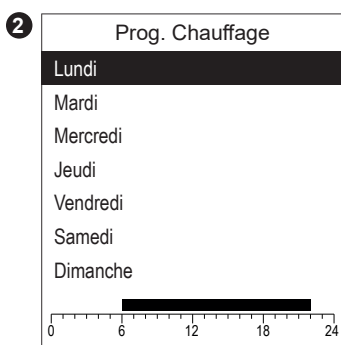 2
Prog. Chauffage
Lundi
Mardi
Mercredi
Jeudi
Vendredi
Samedi
Dimanche
0 6 12 18 24